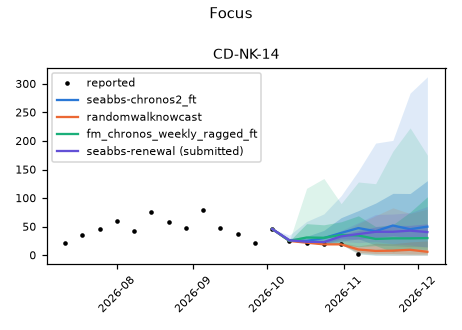 Focus
CD-NK-14
reported
seabbs-chronos2_ft
randomwalknowcast
fm_chronos_weekly_ragged_ft
seabbs-renewal (submitted)
300
250
200
150
100
50
0
2026-08
2026-09
2026-10
2026-11
2026-12